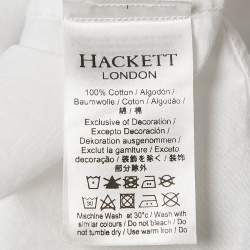 HACKETT
LONDON
100% Cotton / Algodón /
Baumwolle / Coton / Algodão /
綿 / 棉
Exclusive of Decoration /
Excepto Decoración /
Dekoration ausgenommen /
Exclut la garniture / Exceto
decoração / 装飾を除く / 装饰
部分除外
Machine Wash at 30°c / Wash with
similar colours / Do not bleach / Do
not tumble dry / Use warm iron / Do